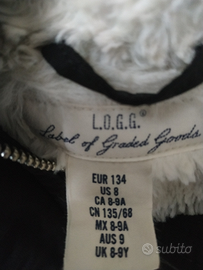 L.O.G.G.
Label of Graded Goods
EUR 134
US 8
CA 8-9A
CN 135/68
MX 8-9A
AUS 9
UK 8-9Y
subito